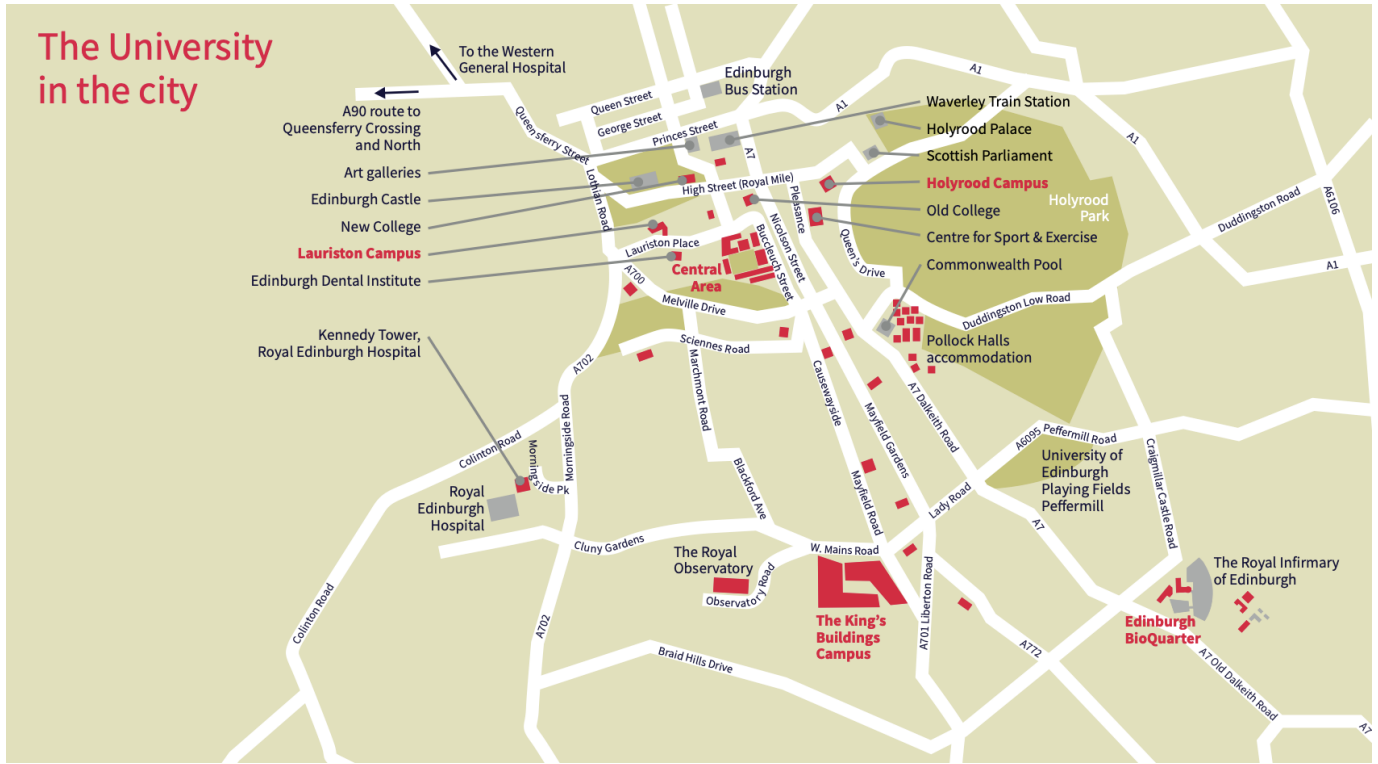 The University
in the city
To the Western
General Hospital
A90 route to
Queensferry Crossing
and North
Art galleries
Edinburgh Castle
New College
Lauriston Campus
Edinburgh Dental Institute
Kennedy Tower,
Royal Edinburgh Hospital
Queensferry Street
Queen Street
George Street
Princes Street
Edinburgh
Bus Station
A1
A1
A1
A1
A6106
A7
Waverley Train Station
Holyrood Palace
Scottish Parliament
Holyrood Campus
Old College
Centre for Sport & Exercise
Commonwealth Pool
Holyrood
Park
Lothian Road
High Street (Royal Mile)
Pleasance
Nicolson Street
Buccleuch Street
Lauriston Place
Central
Area
A700
Melville Drive
Queen's Drive
Duddingston Road
Duddingston Low Road
Pollock Halls
accommodation
Sciennes Road
A702
Marchmont Road
Causewayside
Mayfield Gardens
A7 Dalkeith Road
Colinton Road
Morningside Road
Morningside Pk
Royal
Edinburgh
Hospital
Blackford Ave
Mayfield Road
Lady Road
A6095
Peffermill Road
University of
Edinburgh
Playing Fields
Peffermill
Craigmillar Castle Road
A7
Cluny Gardens
The Royal
Observatory
Observatory Road
W. Mains Road
The King's
Buildings
Campus
A701 Liberton Road
A772
The Royal Infirmary
of Edinburgh
Edinburgh
BioQuarter
A7 Old Dalkeith Road
A7
Colinton Road
A702
Braid Hills Drive